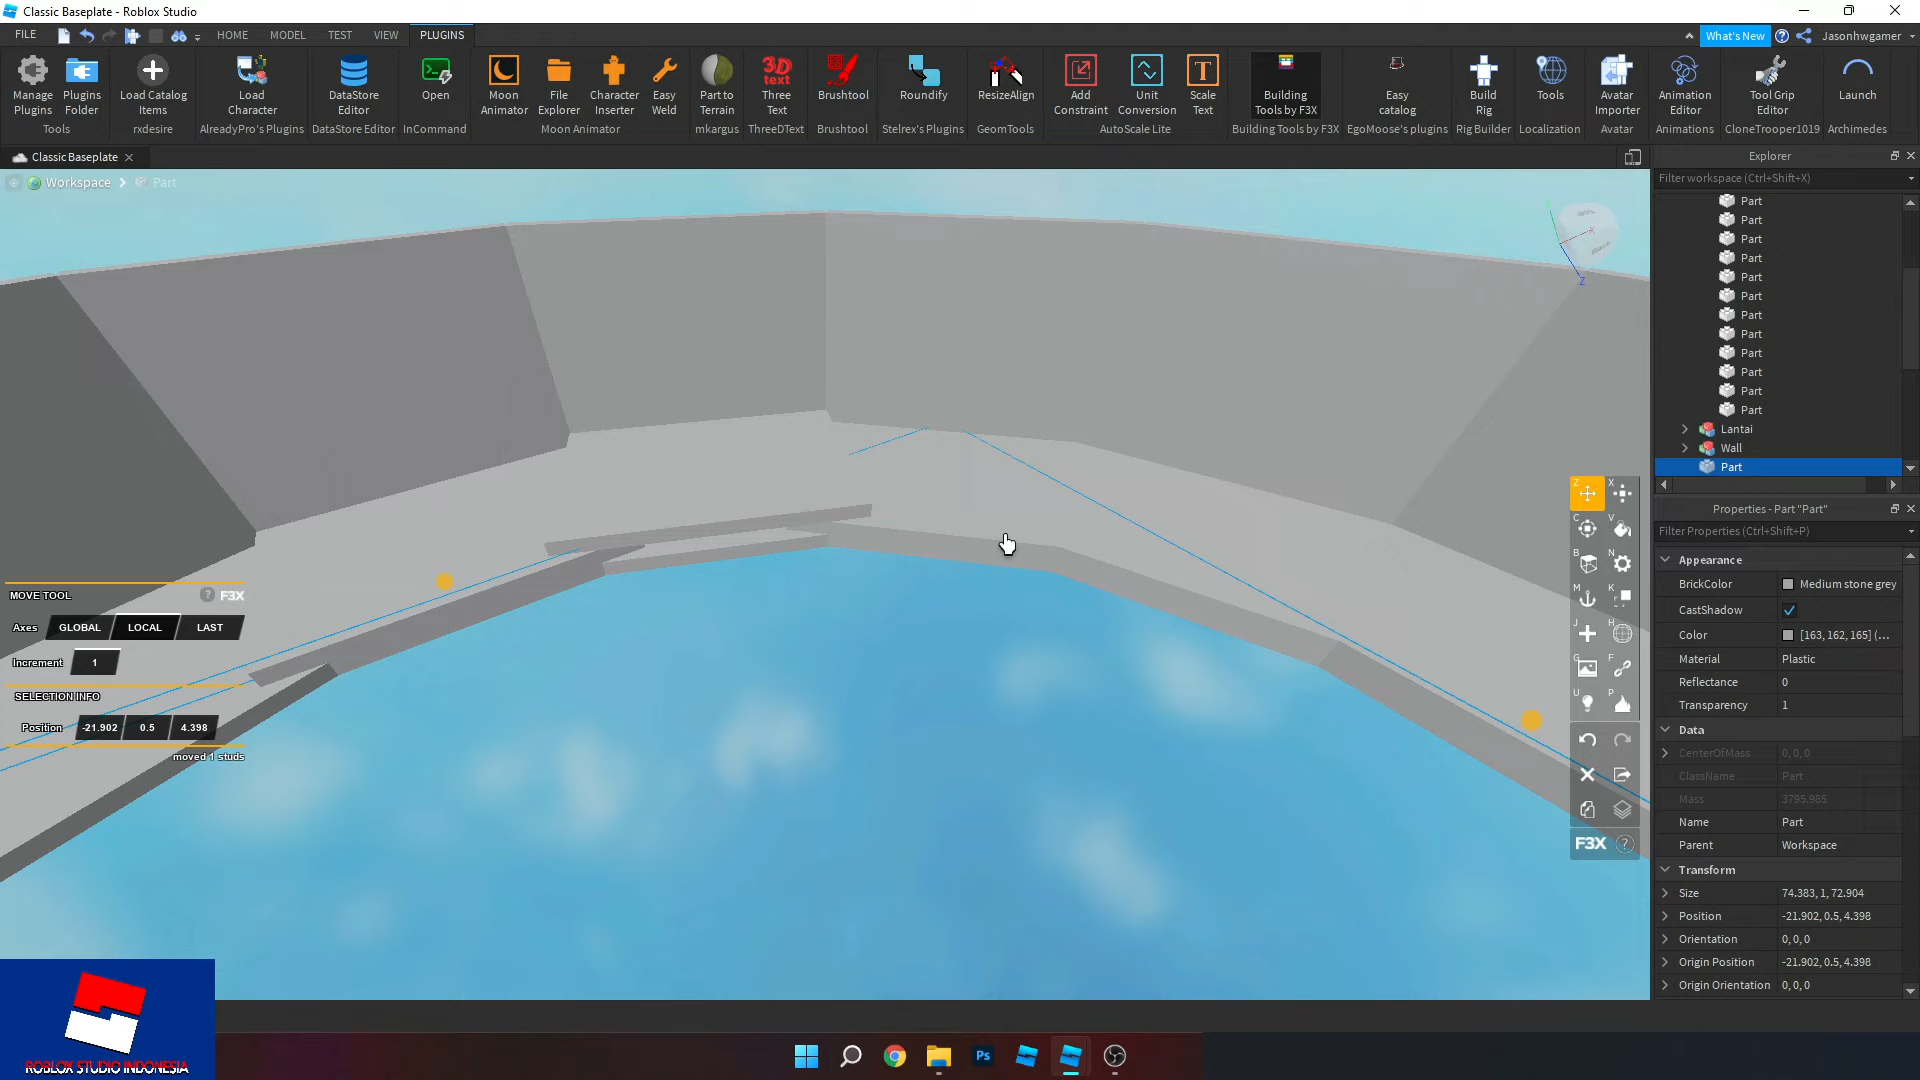 Classic Baseplate - Roblox Studio
FILE HOME MODEL TEST VIEW PLUGINS What's New Jasonhwgamer
Manage Plugins
Plugins Folder
Tools
Load Catalog Items
rxdesire
Load Character
AlreadyPro's Plugins
DataStore Editor
DataStore Editor
Open
InCommand
Moon Animator
File Explorer
Character Inserter
Easy Weld
Moon Animator
Part to Terrain
mkargus
3D text
Three Text
ThreeDText
Brushtool
Brushtool
Roundify
Stelrex's Plugins
ResizeAlign
GeomTools
Add Constraint
Unit Conversion
Scale Text
AutoScale Lite
Building Tools by F3X
Building Tools by F3X
Easy catalog
EgoMoose's plugins
Build Rig
Rig Builder
Tools
Localization
Avatar Importer
Avatar
Animation Editor
Animations
Tool Grip Editor
CloneTrooper1019
Launch
Archimedes
Classic Baseplate
Workspace Part
Explorer
Filter workspace (Ctrl+Shift+X)
Part
Part
Part
Part
Part
Part
Part
Part
Part
Part
Part
Part
Lantai
Wall
Part
Properties - Part "Part"
Filter Properties (Ctrl+Shift+P)
Appearance
BrickColor Medium stone grey
CastShadow
Color [163, 162, 165] (...
Material Plastic
Reflectance 0
Transparency 1
Data
CenterOfMass 0, 0, 0
ClassName Part
Mass 3795.985
Name Part
Parent Workspace
Transform
Size 74.383, 1, 72.904
Position -21.902, 0.5, 4.398
Orientation 0, 0, 0
Origin Position -21.902, 0.5, 4.398
Origin Orientation 0, 0, 0
MOVE TOOL ? F3X
Axes GLOBAL LOCAL LAST
Increment 1
SELECTION INFO
Position -21.902 0.5 4.398
moved 1 studs
Z X
C V
B N
M K
J H
G F
U P
F3X ?
ROBLOX STUDIO INDONESIA
Ps